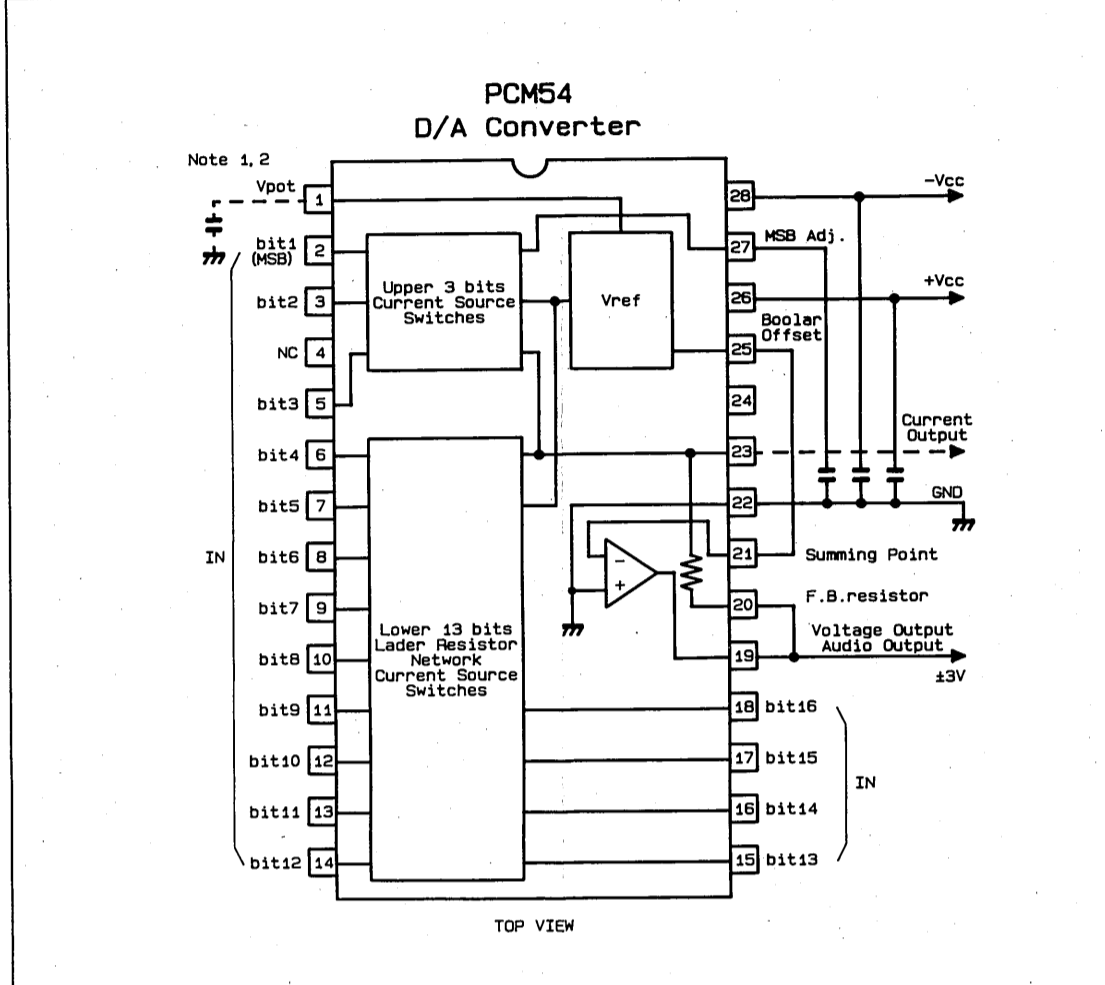 PCM54
D/A Converter
Note 1, 2
Vpot
1
bit1
(MSB)
2
bit2
3
NC
4
bit3
5
bit4
6
bit5
7
bit6
8
bit7
9
bit8
10
bit9
11
bit10
12
bit11
13
bit12
14
IN
Upper 3 bits
Current Source
Switches
Vref
Lower 13 bits
Lader Resistor
Network
Current Source
Switches
−
+
28
−Vcc
27
MSB Adj.
26
+Vcc
Boolar
Offset
25
24
23
Current
Output
22
GND
21
Summing Point
20
F.B.resistor
19
Voltage Output
Audio Output
±3V
18
bit16
17
bit15
16
bit14
15
bit13
IN
TOP VIEW